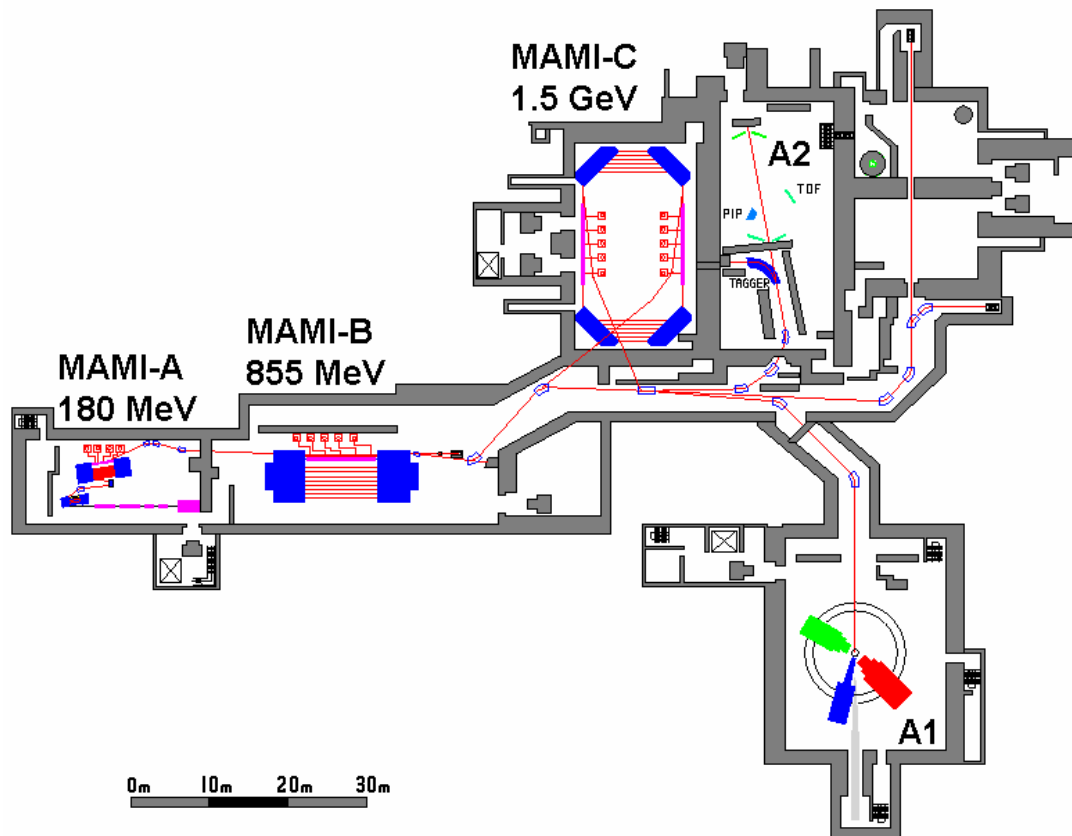 MAMI-C
1.5 GeV
A2
TOF
PIP
TAGGER
MAMI-B
855 MeV
MAMI-A
180 MeV
A1
0m 10m 20m 30m